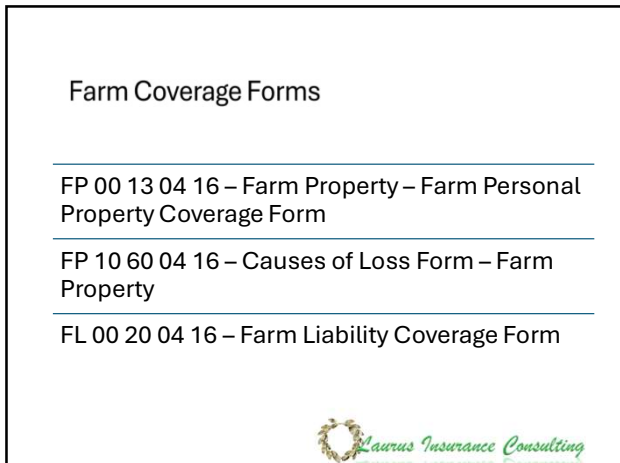 Farm Coverage Forms
FP 00 13 04 16 – Farm Property – Farm Personal
Property Coverage Form
FP 10 60 04 16 – Causes of Loss Form – Farm
Property
FL 00 20 04 16 – Farm Liability Coverage Form
Laurus Insurance Consulting